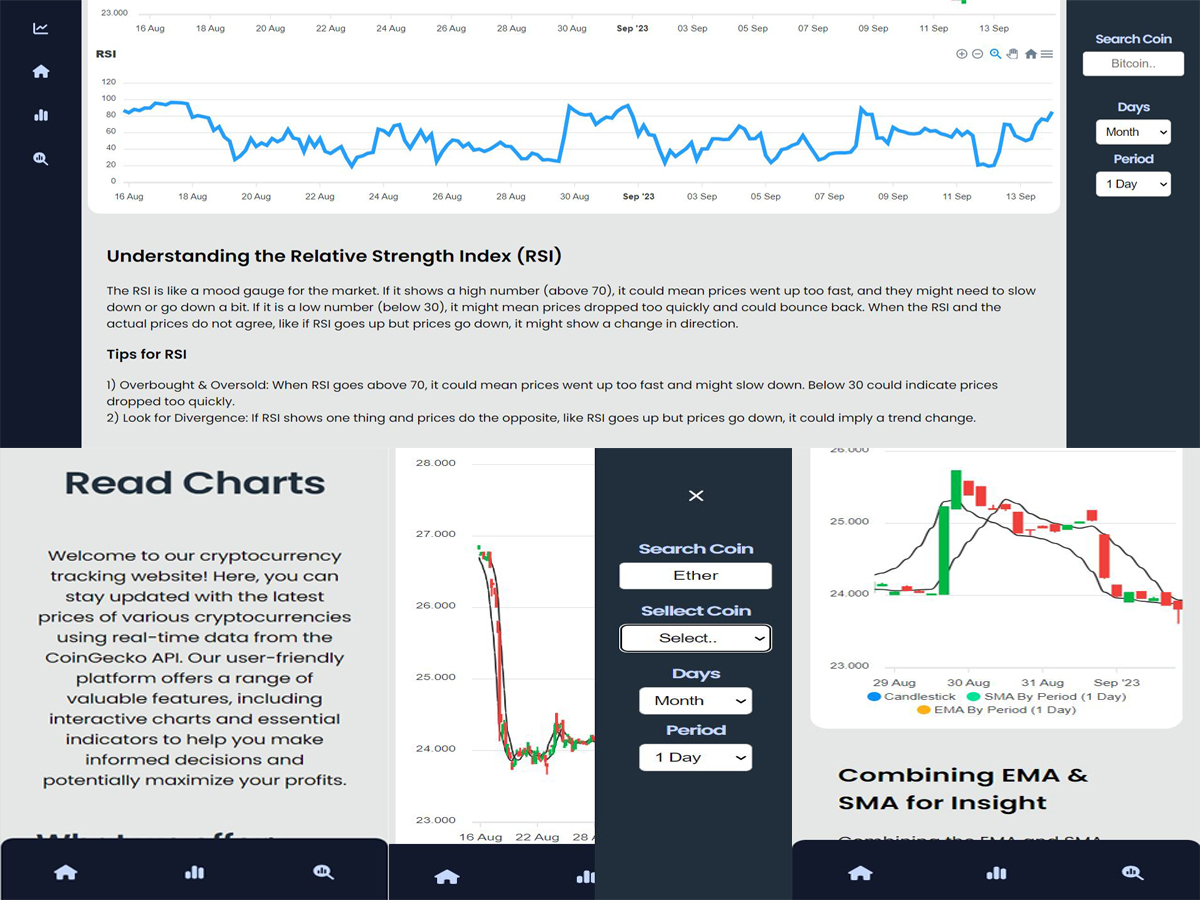 23.000
16 Aug 18 Aug 20 Aug 22 Aug 24 Aug 26 Aug 28 Aug 30 Aug Sep '23 03 Sep 05 Sep 07 Sep 09 Sep 11 Sep 13 Sep
RSI
120
100
80
60
40
20
0
16 Aug 18 Aug 20 Aug 22 Aug 24 Aug 26 Aug 28 Aug 30 Aug Sep '23 03 Sep 05 Sep 07 Sep 09 Sep 11 Sep 13 Sep
Search Coin
Bitcoin..
Days
Month
Period
1 Day
Understanding the Relative Strength Index (RSI)
The RSI is like a mood gauge for the market. If it shows a high number (above 70), it could mean prices went up too fast, and they might need to slow
down or go down a bit. If it is a low number (below 30), it might mean prices dropped too quickly and could bounce back. When the RSI and the
actual prices do not agree, like if RSI goes up but prices go down, it might show a change in direction.
Tips for RSI
1) Overbought & Oversold: When RSI goes above 70, it could mean prices went up too fast and might slow down. Below 30 could indicate prices
dropped too quickly.
2) Look for Divergence: If RSI shows one thing and prices do the opposite, like RSI goes up but prices go down, it could imply a trend change.
Read Charts
Welcome to our cryptocurrency
tracking website! Here, you can
stay updated with the latest
prices of various cryptocurrencies
using real-time data from the
CoinGecko API. Our user-friendly
platform offers a range of
valuable features, including
interactive charts and essential
indicators to help you make
informed decisions and
potentially maximize your profits.
28.000
27.000
26.000
25.000
24.000
23.000
16 Aug 22 Aug 28
Search Coin
Ether
Sellect Coin
Select..
Days
Month
Period
1 Day
26.000
25.000
24.000
23.000
29 Aug 30 Aug 31 Aug Sep '23
Candlestick SMA By Period (1 Day)
EMA By Period (1 Day)
Combining EMA &
SMA for Insight
Combining the EMA and SMA